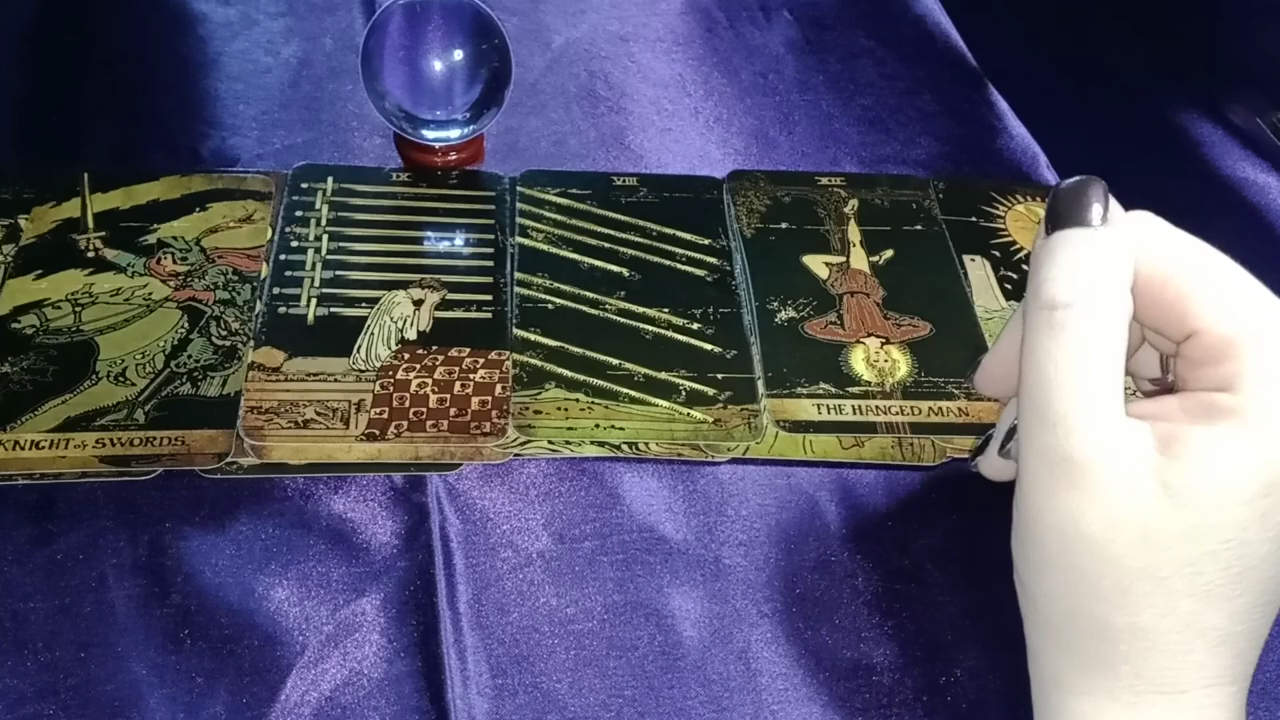 IX
VIII
XII
KNIGHT of SWORDS.
THE HANGED MAN.